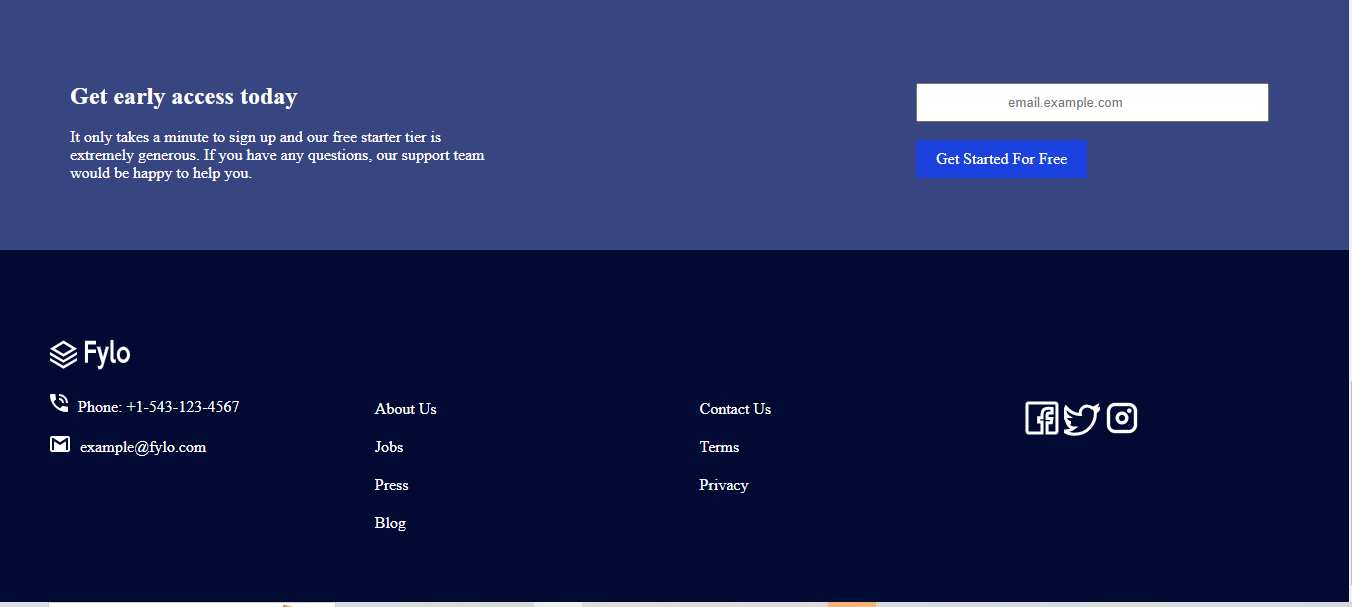 Get early access today
It only takes a minute to sign up and our free starter tier is
extremely generous. If you have any questions, our support team
would be happy to help you.
email.example.com
Get Started For Free
Fylo
Phone: +1-543-123-4567
example@fylo.com
About Us
Jobs
Press
Blog
Contact Us
Terms
Privacy